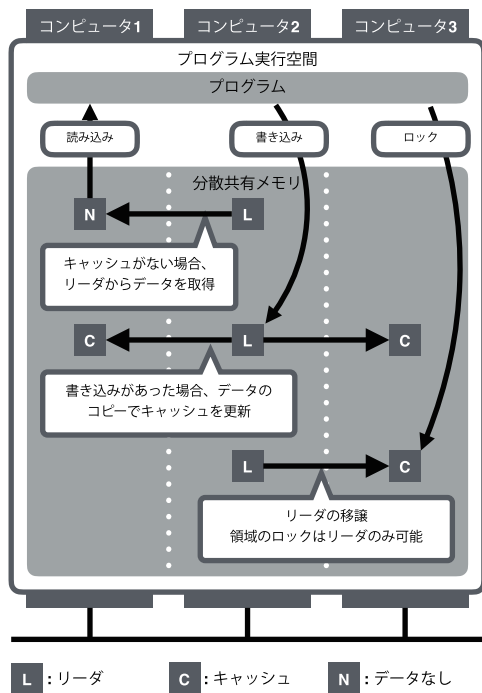 コンピュータ1
コンピュータ2
コンピュータ3
プログラム実行空間
プログラム
読み込み
書き込み
ロック
分散共有メモリ
N
L
キャッシュがない場合、
リーダからデータを取得
C
L
C
書き込みがあった場合、データの
コピーでキャッシュを更新
L
C
リーダの移譲
領域のロックはリーダのみ可能
L : リーダ
C : キャッシュ
N : データなし